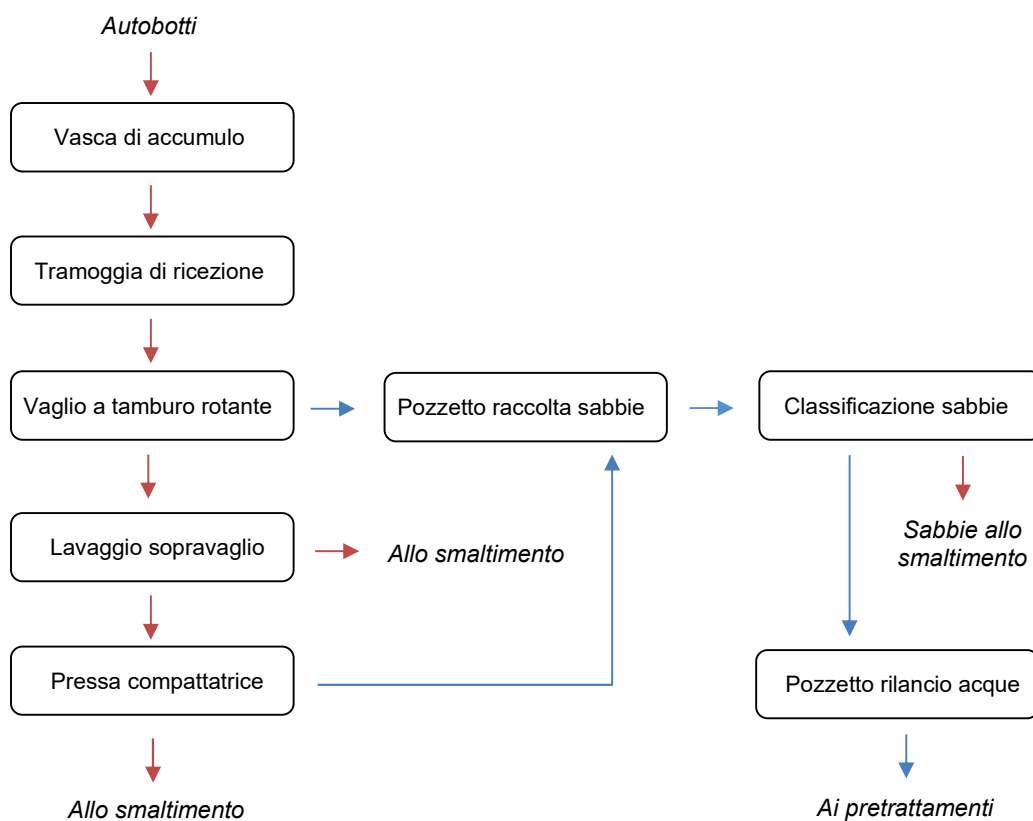 Autobotti
Vasca di accumulo
Tramoggia di ricezione
Vaglio a tamburo rotante
Pozzetto raccolta sabbie
Classificazione sabbie
Lavaggio sopravaglio
Allo smaltimento
Sabbie allo
smaltimento
Pressa compattatrice
Pozzetto rilancio acque
Allo smaltimento
Ai pretrattamenti